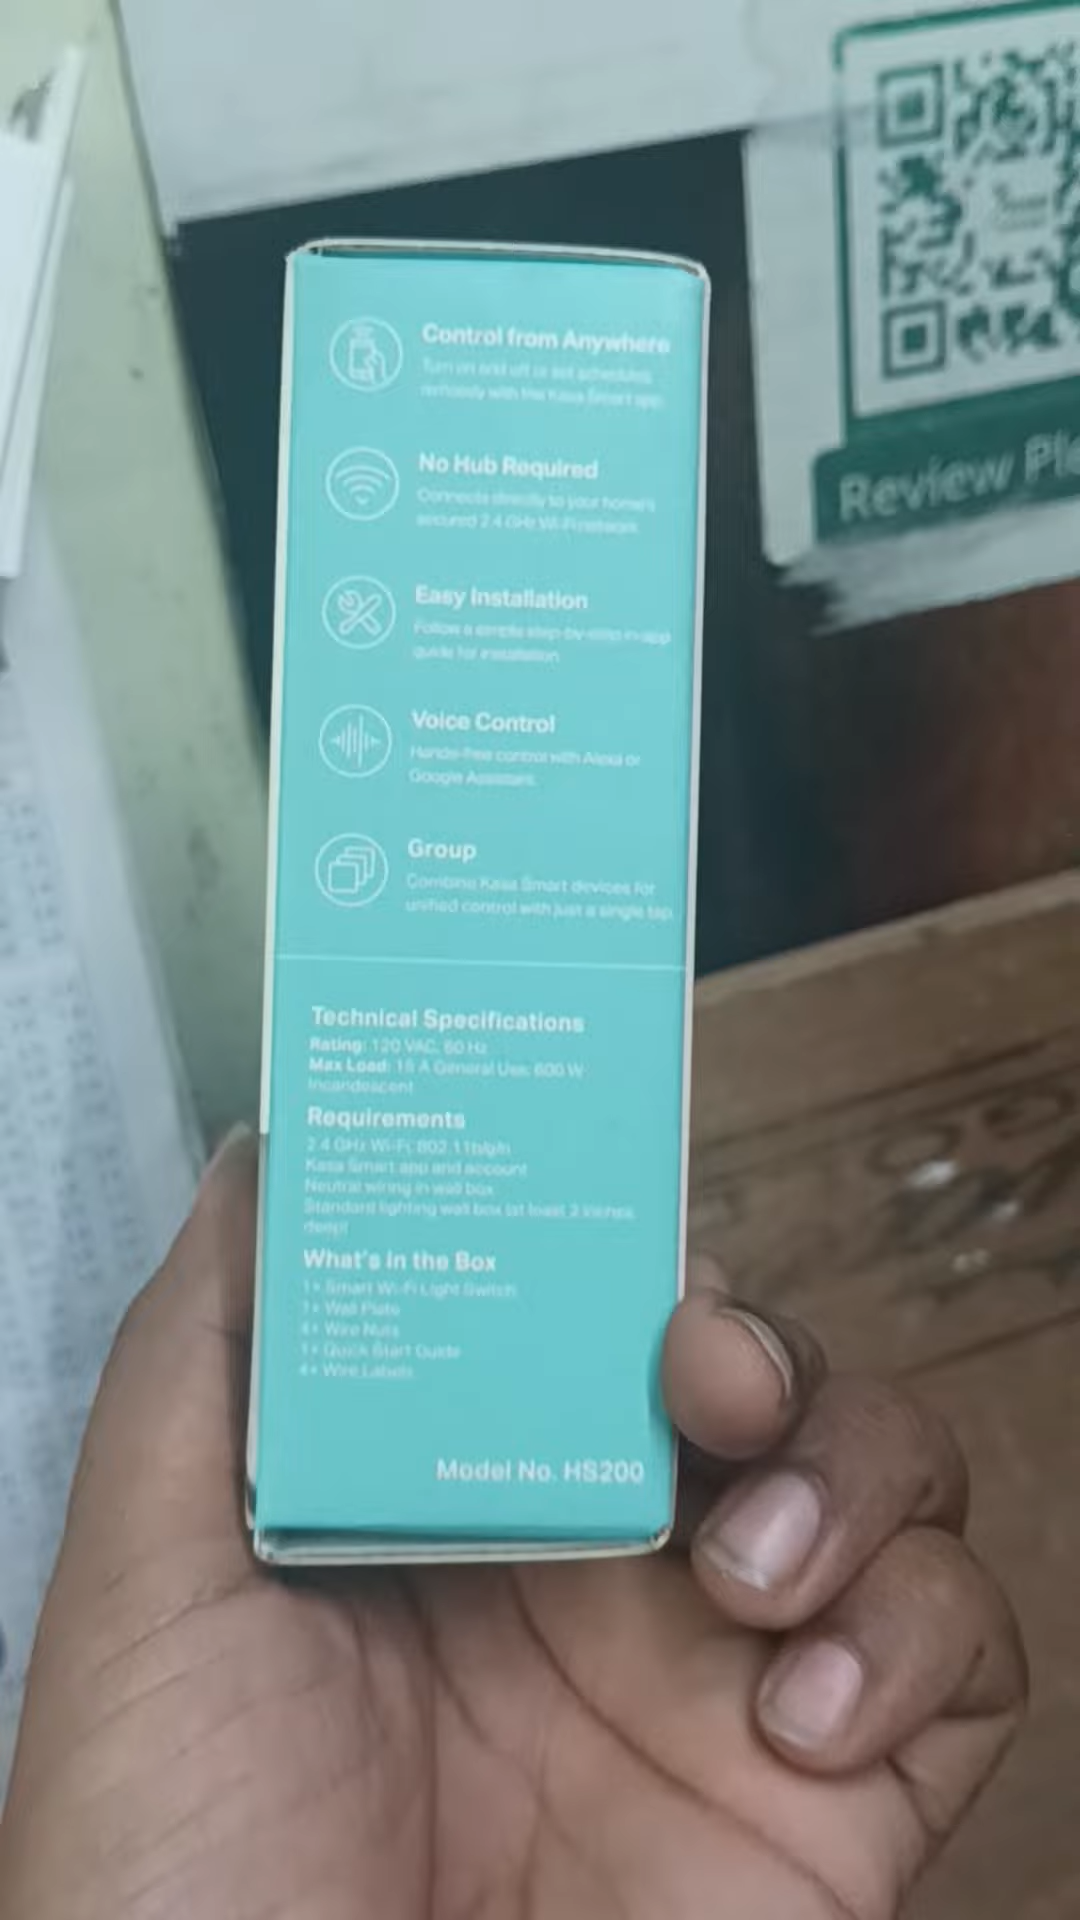 Review Ple
Control from Anywhere
Turn on and off or set schedules
remotely with the Kasa Smart app.
No Hub Required
Connects directly to your home's
secured 2.4 GHz Wi-Fi network
Easy Installation
Follow a simple step-by-step in-app
guide for installation
Voice Control
Hands-free control with Alexa or
Google Assistant.
Group
Combine Kasa Smart devices for
unified control with just a single tap
Technical Specifications
Rating: 120 VAC, 60 Hz
Max Load: 15 A General Use; 600 W
Incandescent
Requirements
2.4 GHz Wi-Fi, 802.11b/g/n
Kasa Smart app and account
Neutral wiring in wall box
Standard lighting wall box (at least 2 inches
deep)
What's in the Box
1× Smart Wi-Fi Light Switch
1× Wall Plate
4× Wire Nuts
1× Quick Start Guide
4× Wire Labels
Model No. HS200